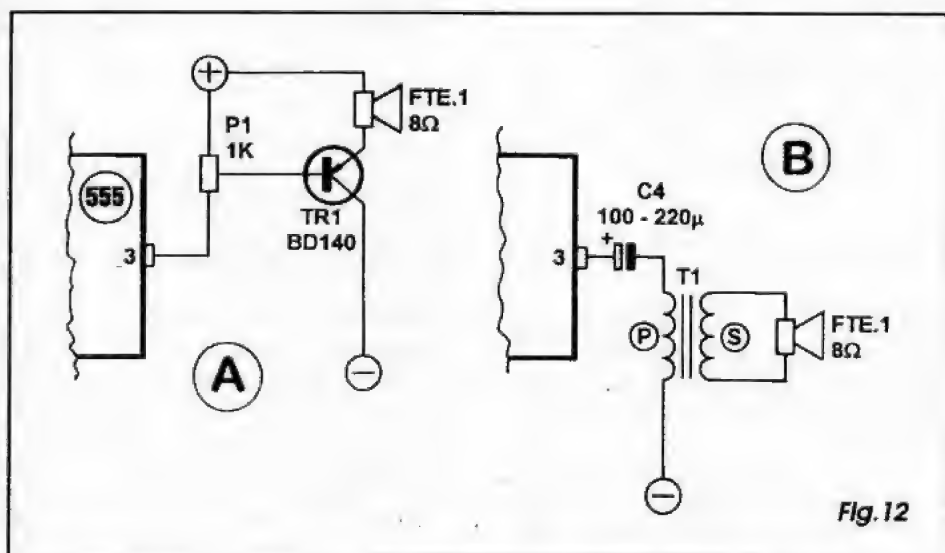 +
P1
1K
FTE.1
8Ω
555
3
TR1
BD140
−
A
B
C4
100 - 220µ
+
3
T1
P
S
FTE.1
8Ω
−
Fig.12